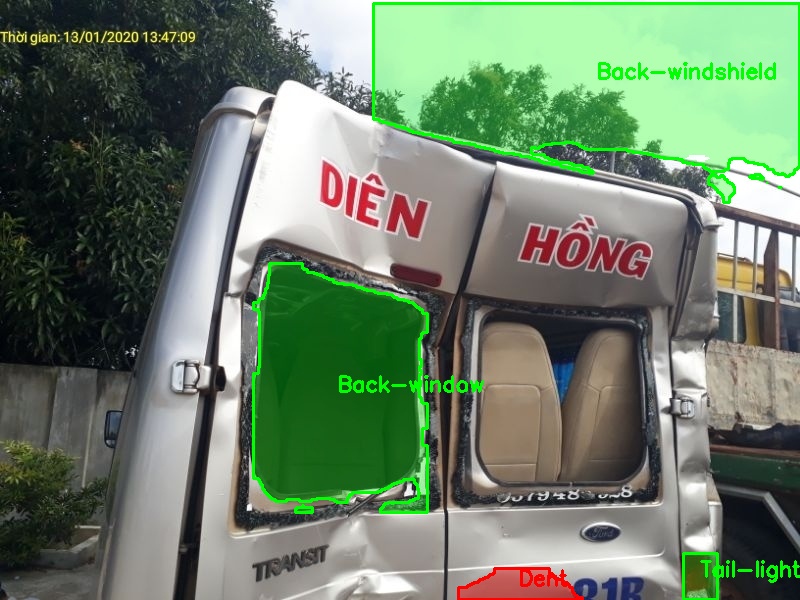 Thời gian: 13/01/2020 13:47:09
Back-windshield
DIÊN
HỒNG
Back-window
Ford
TRANSIT
Dent
Tail-light